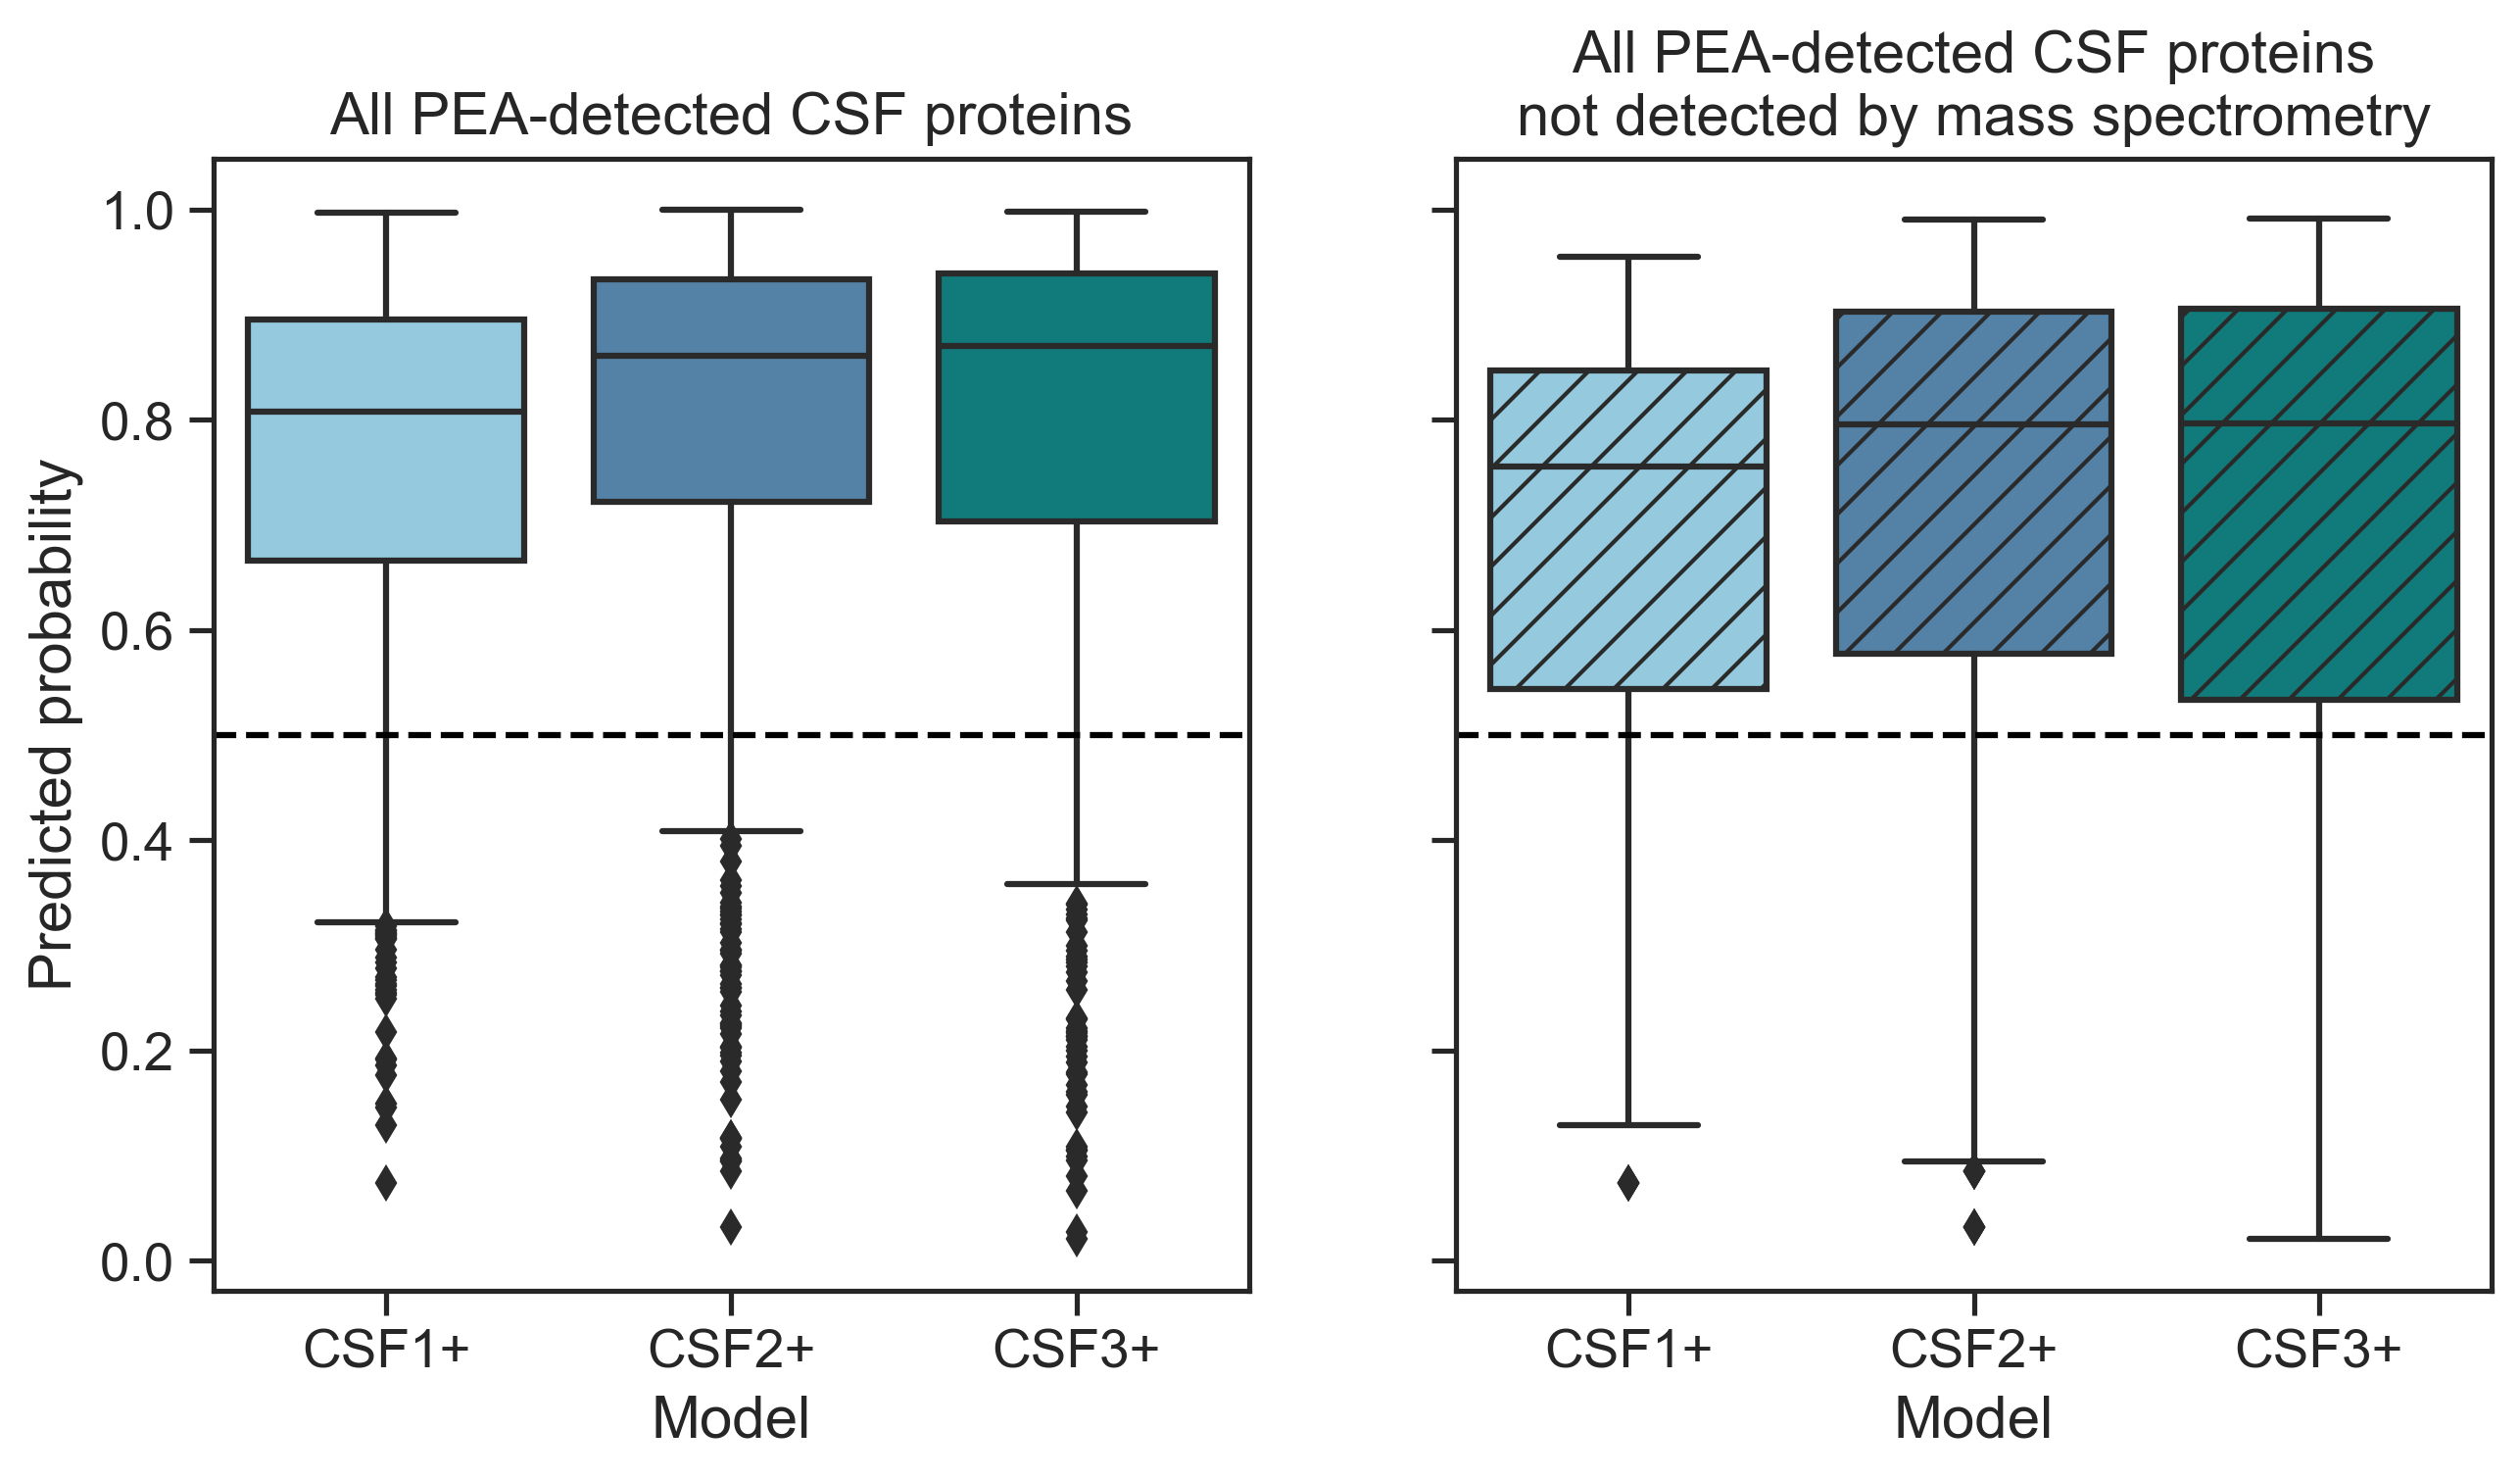 All PEA-detected CSF proteins
All PEA-detected CSF proteins
not detected by mass spectrometry
Predicted probability
1.0
0.8
0.6
0.4
0.2
0.0
CSF1+
CSF2+
CSF3+
Model
CSF1+
CSF2+
CSF3+
Model